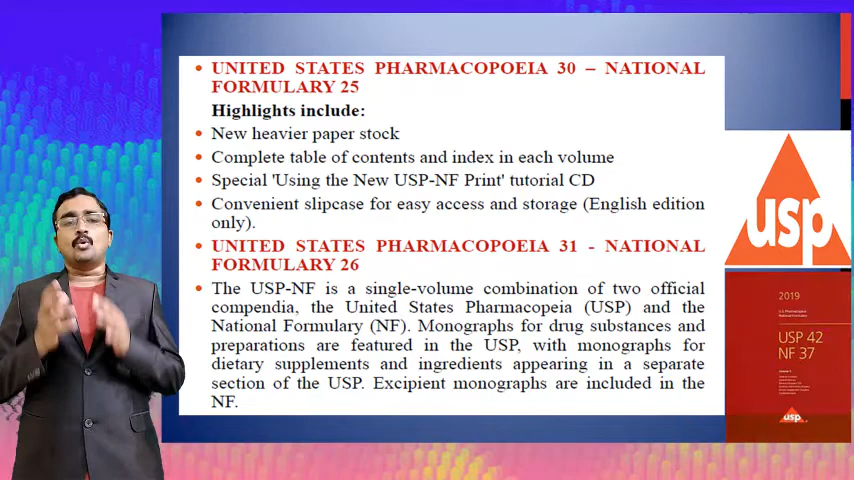 UNITED STATES PHARMACOPOEIA 30 – NATIONAL
FORMULARY 25
Highlights include:
New heavier paper stock
Complete table of contents and index in each volume
Special 'Using the New USP-NF Print' tutorial CD
Convenient slipcase for easy access and storage (English edition
only).
UNITED STATES PHARMACOPOEIA 31 - NATIONAL
FORMULARY 26
The USP-NF is a single-volume combination of two official
compendia, the United States Pharmacopeia (USP) and the
National Formulary (NF). Monographs for drug substances and
preparations are featured in the USP, with monographs for
dietary supplements and ingredients appearing in a separate
section of the USP. Excipient monographs are included in the
NF.
usp
2019
USP 42
NF 37
usp